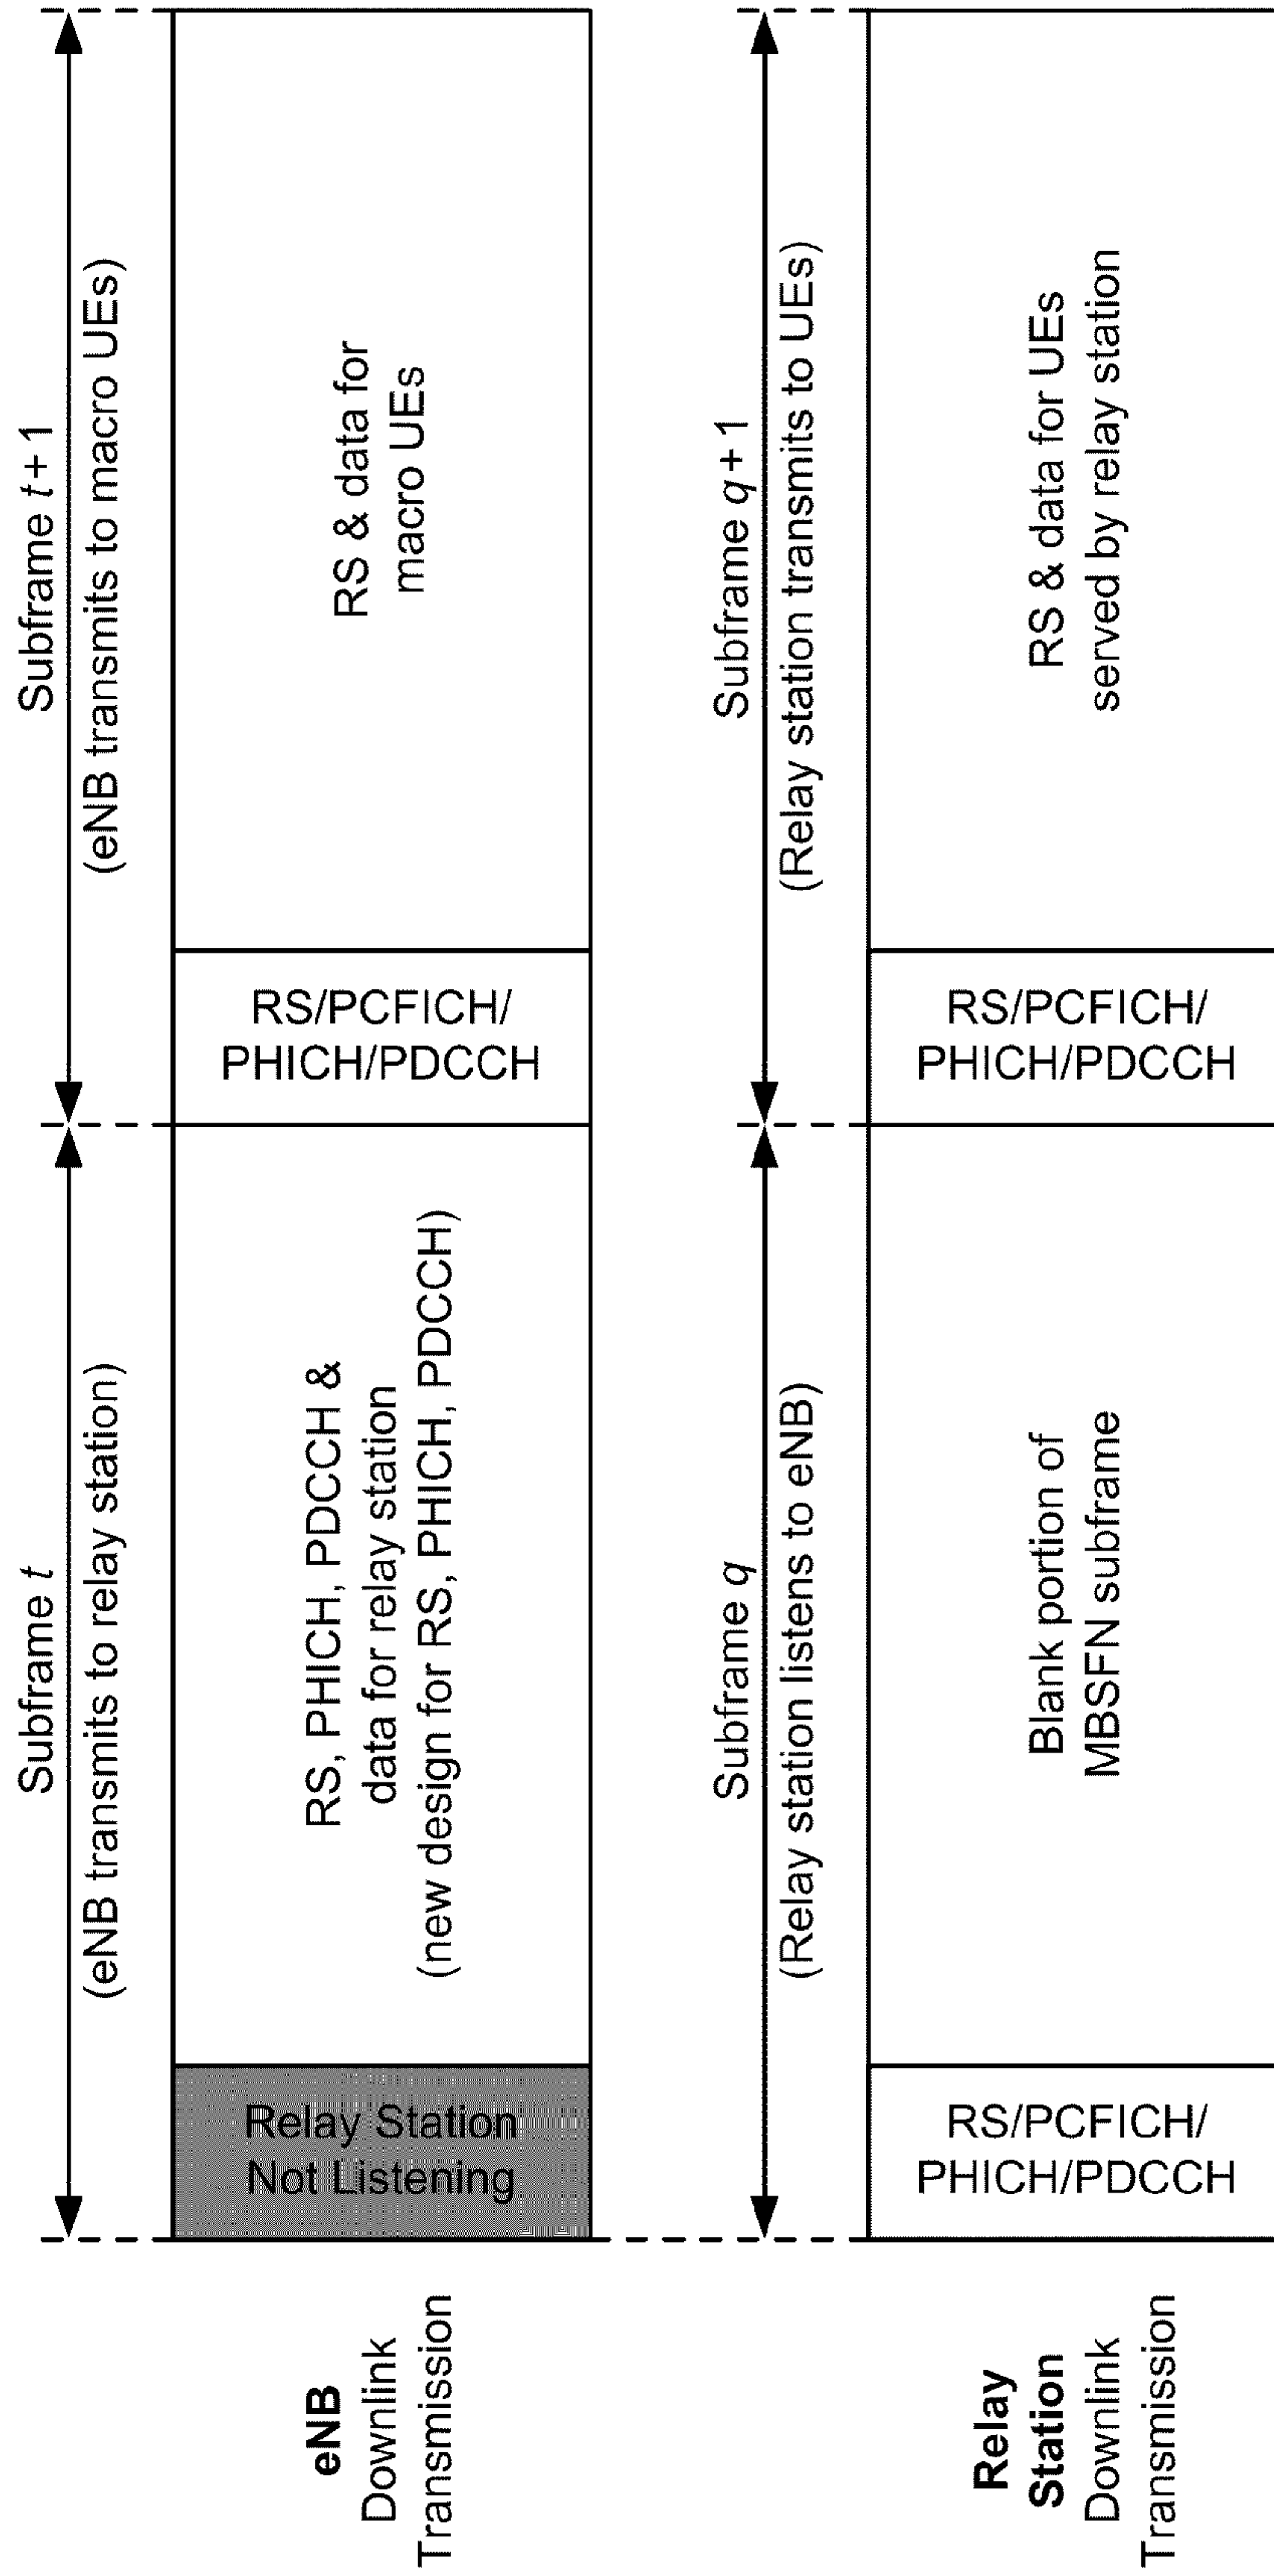 Subframe t
(eNB transmits to relay station)
Subframe t + 1
(eNB transmits to macro UEs)
eNB
Downlink
Transmission
Relay Station
Not Listening
RS, PHICH, PDCCH &
data for relay station
(new design for RS, PHICH, PDCCH)
RS/PCFICH/
PHICH/PDCCH
RS & data for
macro UEs
Subframe q
(Relay station listens to eNB)
Subframe q + 1
(Relay station transmits to UEs)
Relay
Station
Downlink
Transmission
RS/PCFICH/
PHICH/PDCCH
Blank portion of
MBSFN subframe
RS/PCFICH/
PHICH/PDCCH
RS & data for UEs
served by relay station